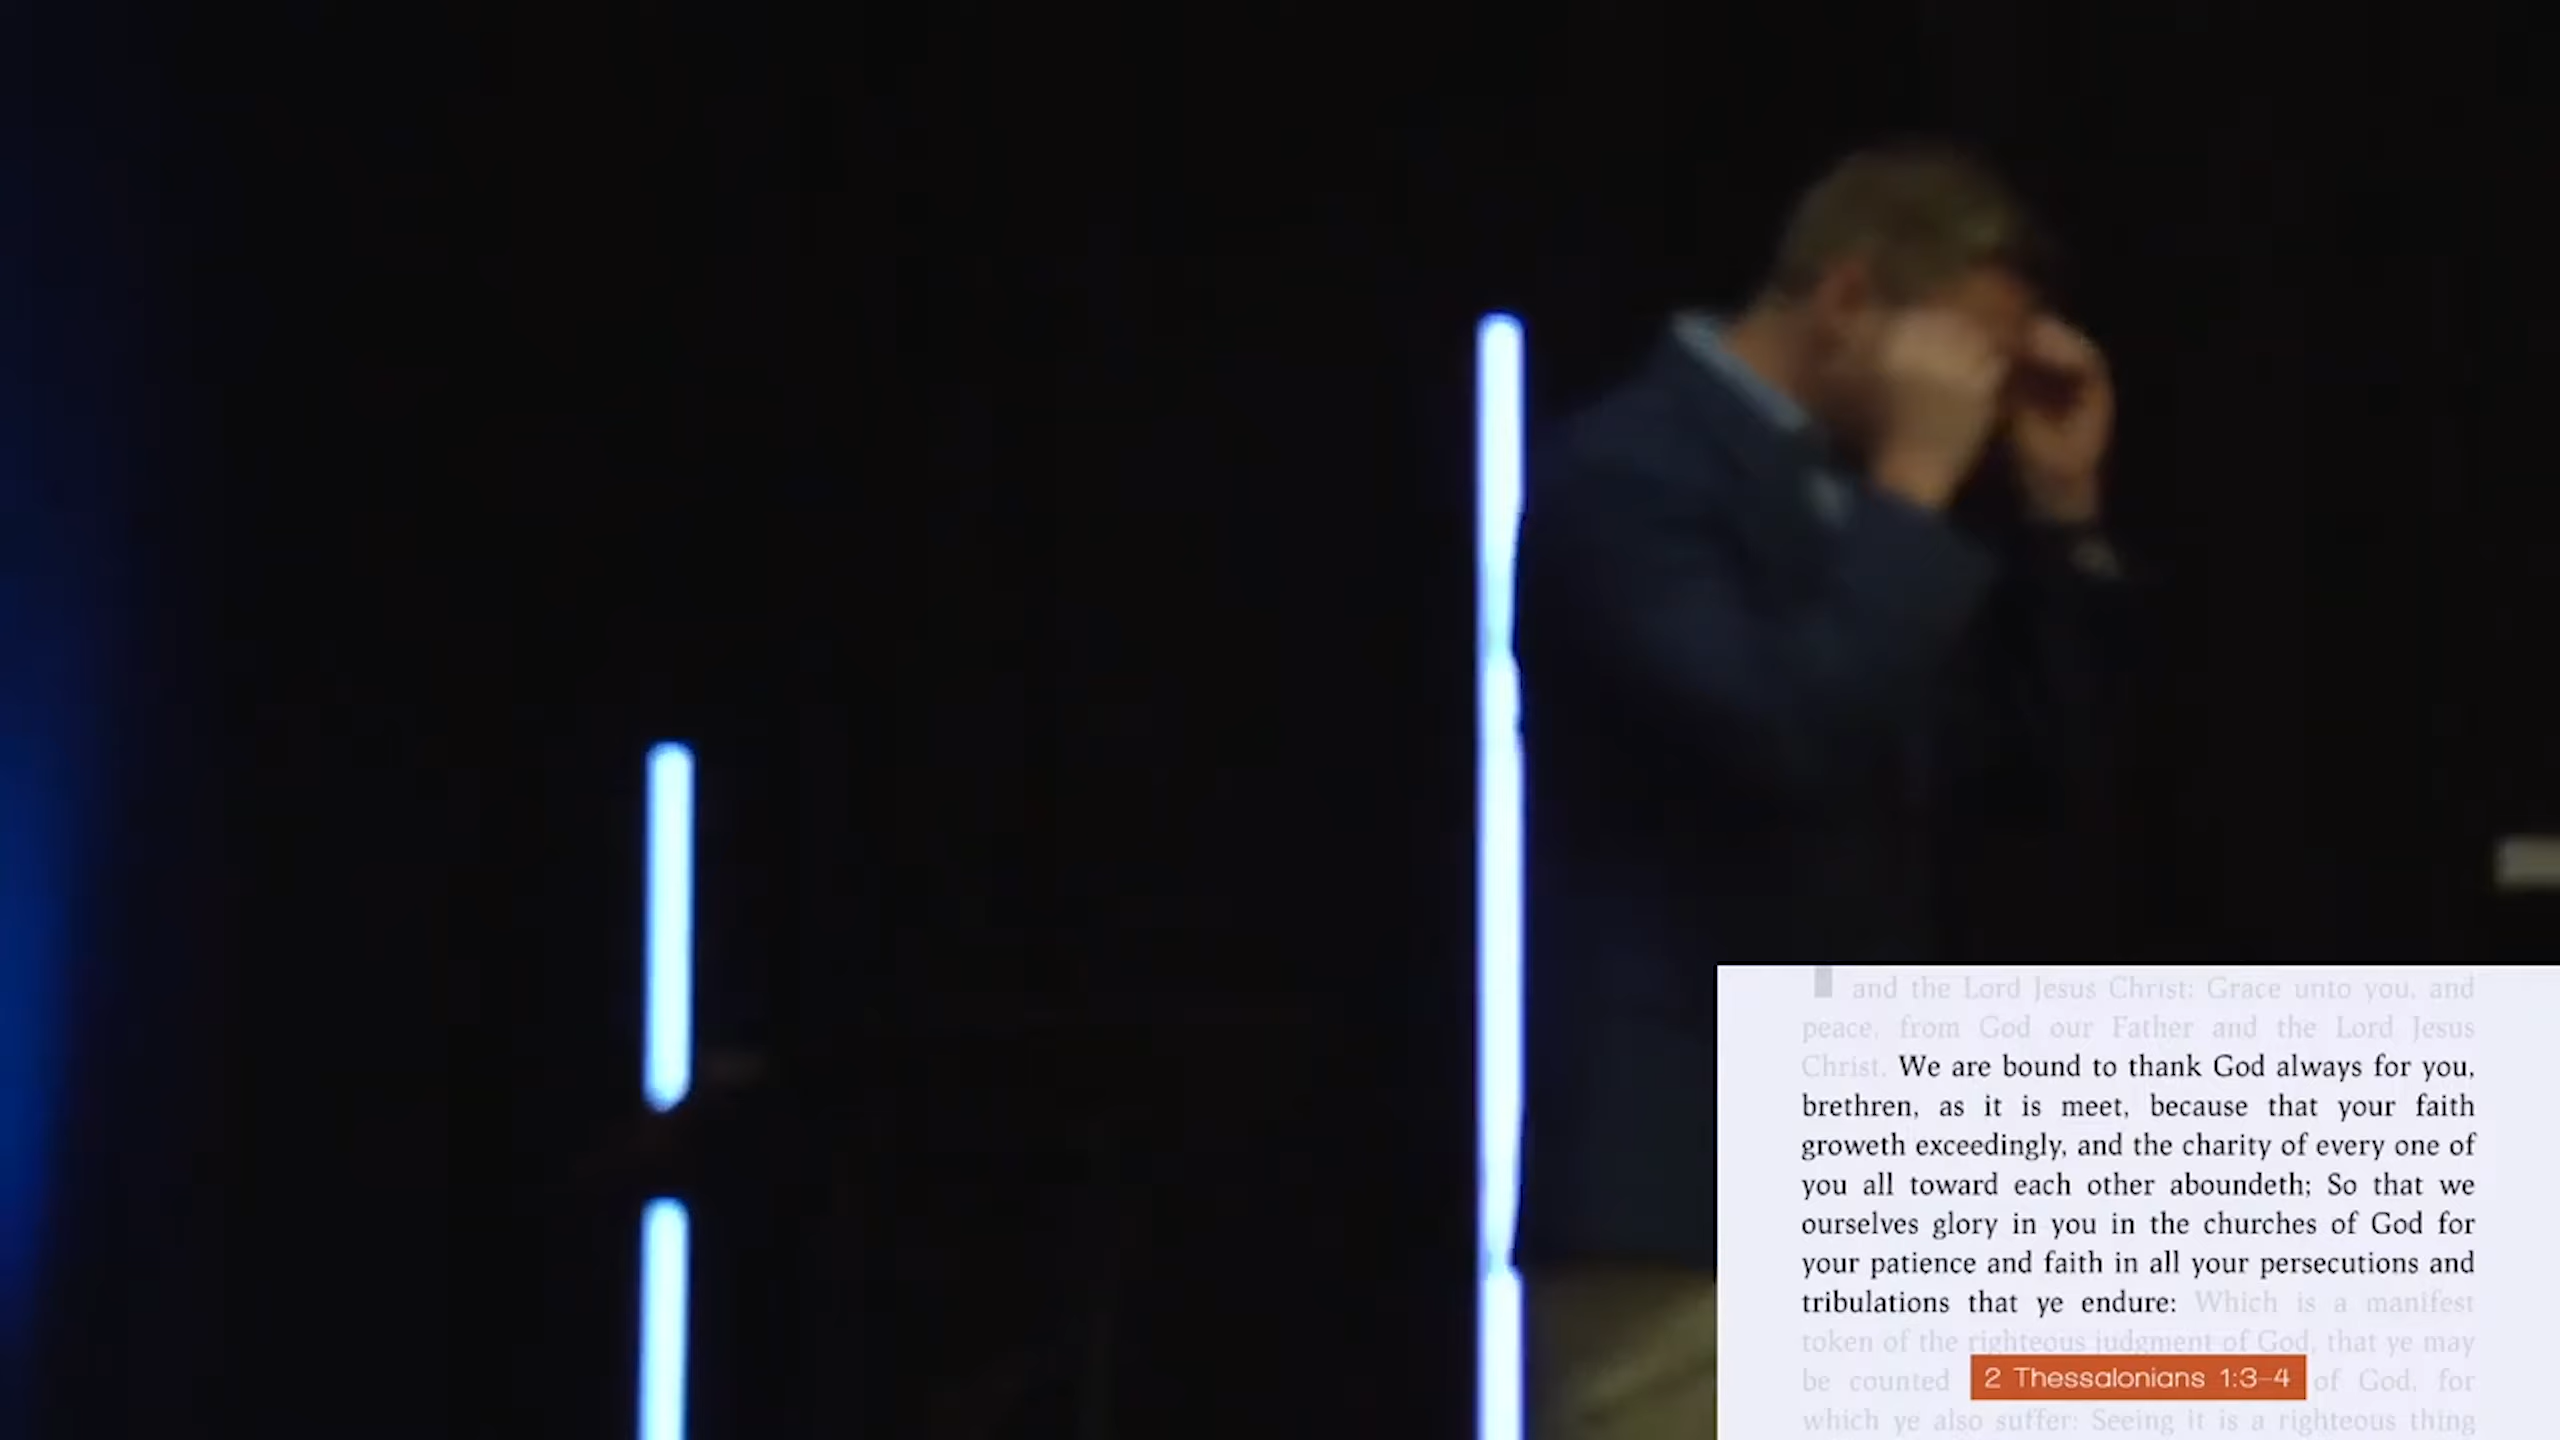 and the Lord Jesus Christ: Grace unto you, and
peace, from God our Father and the Lord Jesus
Christ. We are bound to thank God always for you,
brethren, as it is meet, because that your faith
groweth exceedingly, and the charity of every one of
you all toward each other aboundeth; So that we
ourselves glory in you in the churches of God for
your patience and faith in all your persecutions and
tribulations that ye endure: Which is a manifest
token of the righteous judgment of God, that ye may
be counted of God, for
2 Thessalonians 1:3–4
which ye also suffer: Seeing it is a righteous thing